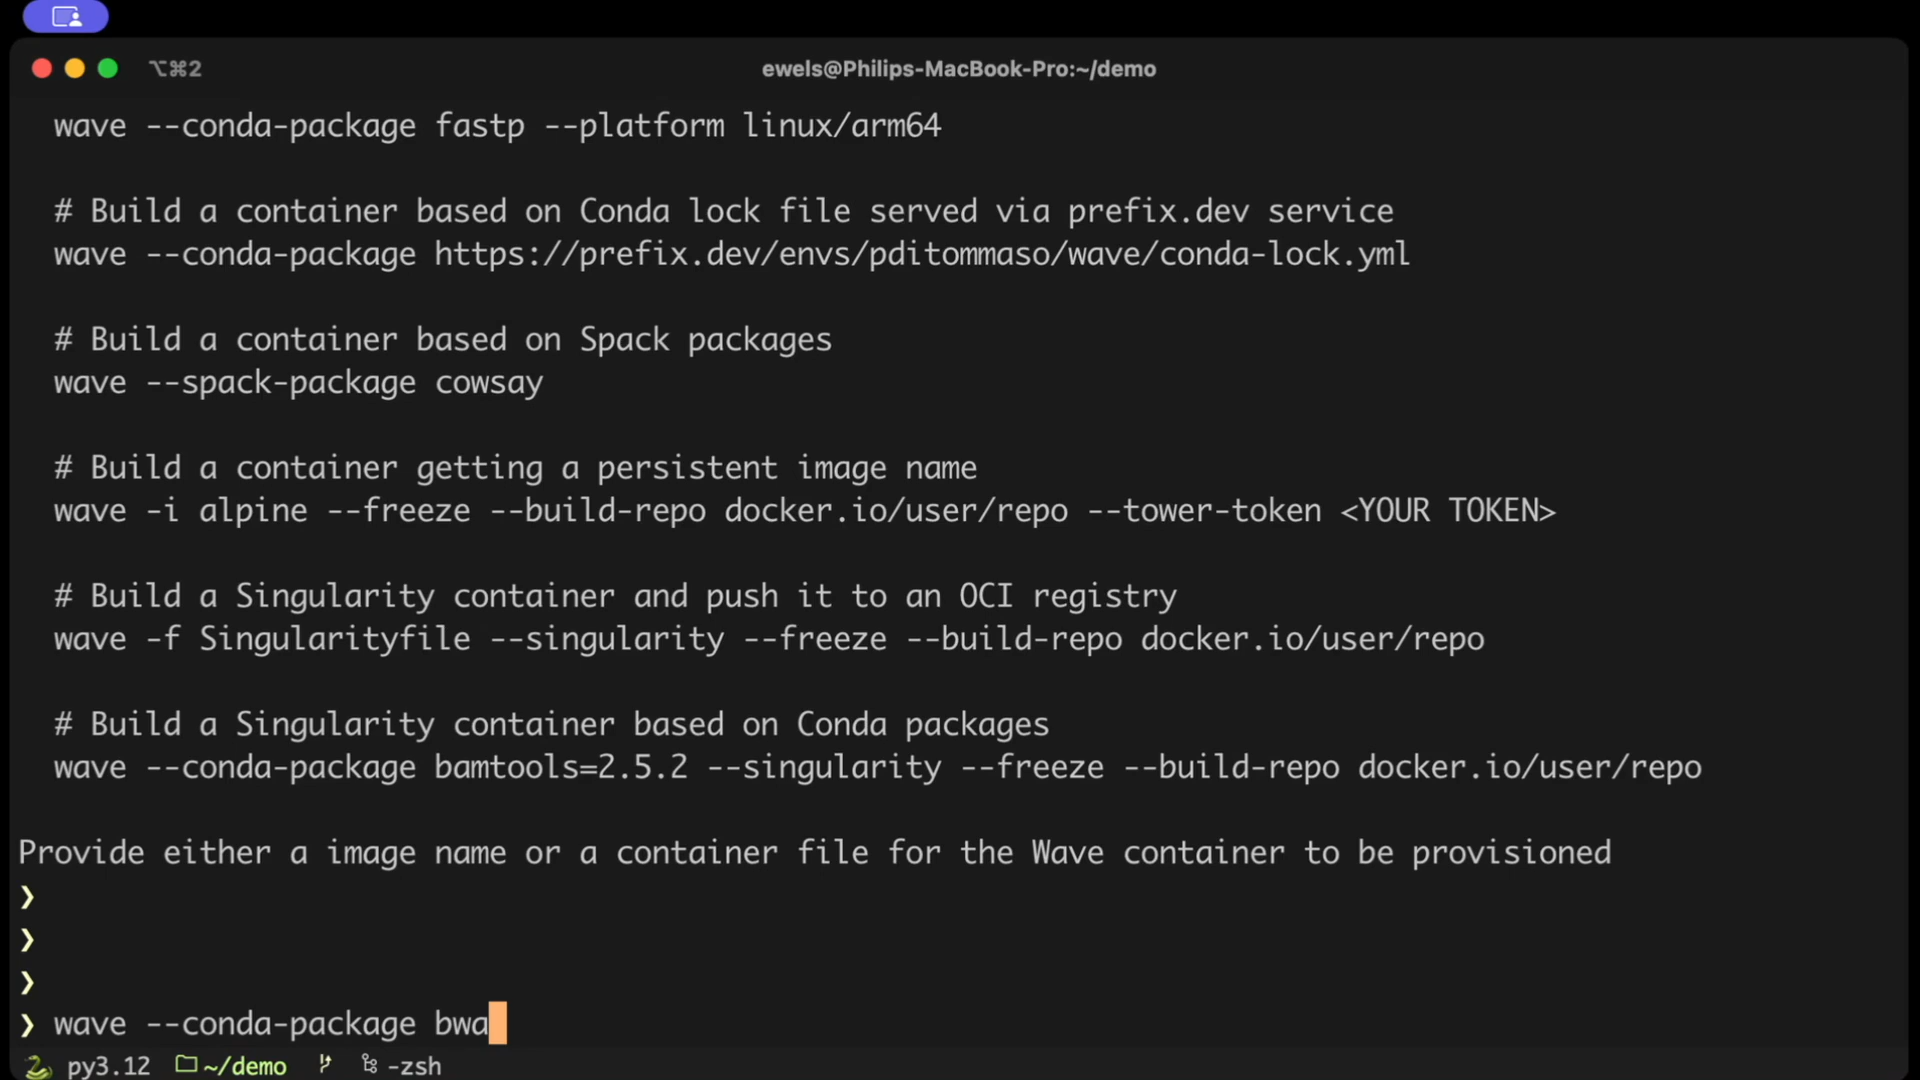 ⌥⌘2 ewels@Philips-MacBook-Pro:~/demo
wave --conda-package fastp --platform linux/arm64
# Build a container based on Conda lock file served via prefix.dev service
wave --conda-package https://prefix.dev/envs/pditommaso/wave/conda-lock.yml
# Build a container based on Spack packages
wave --spack-package cowsay
# Build a container getting a persistent image name
wave -i alpine --freeze --build-repo docker.io/user/repo --tower-token <YOUR TOKEN>
# Build a Singularity container and push it to an OCI registry
wave -f Singularityfile --singularity --freeze --build-repo docker.io/user/repo
# Build a Singularity container based on Conda packages
wave --conda-package bamtools=2.5.2 --singularity --freeze --build-repo docker.io/user/repo
Provide either a image name or a container file for the Wave container to be provisioned
❯
❯
❯
❯ wave --conda-package bwa
py3.12 ~/demo -zsh